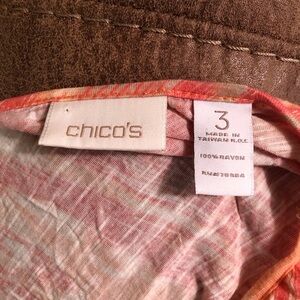 chico's
3
MADE IN
TAIWAN R.O.C
100% RAYON